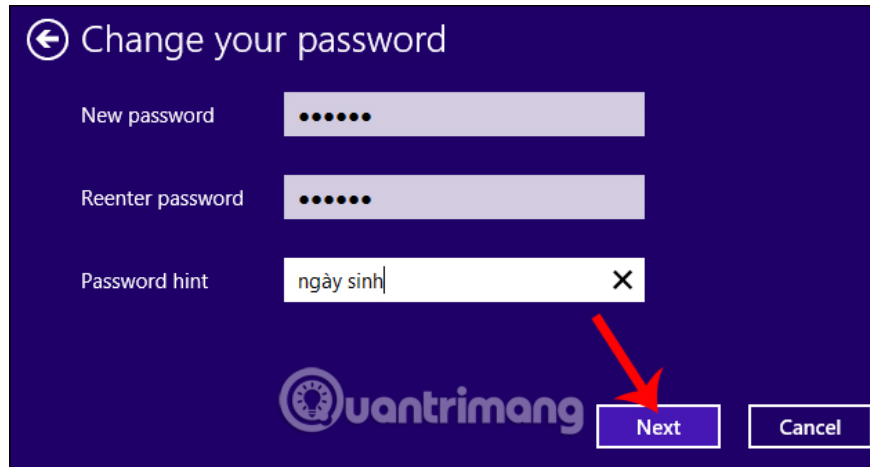 Change your password
New password ••••••
Reenter password ••••••
Password hint ngày sinh
Quantrimang
Next Cancel